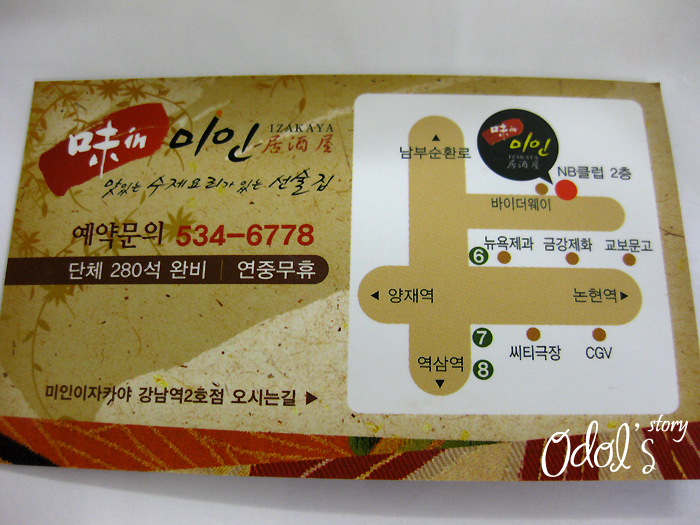 味in 미인 IZAKAYA 居酒屋
맛있는 수제요리가 있는 선술집
예약문의 534-6778
단체 280석 완비 | 연중무휴
미인이자카야 강남역2호점 오시는길 ▶
▲
남부순환로
味in 미인
IZAKAYA
居酒屋
NB클럽 2층
바이더웨이
6 뉴욕제과 금강제화 교보문고
◀ 양재역 논현역 ▶
7 씨티극장 CGV
역삼역 8
▼
Odol's story